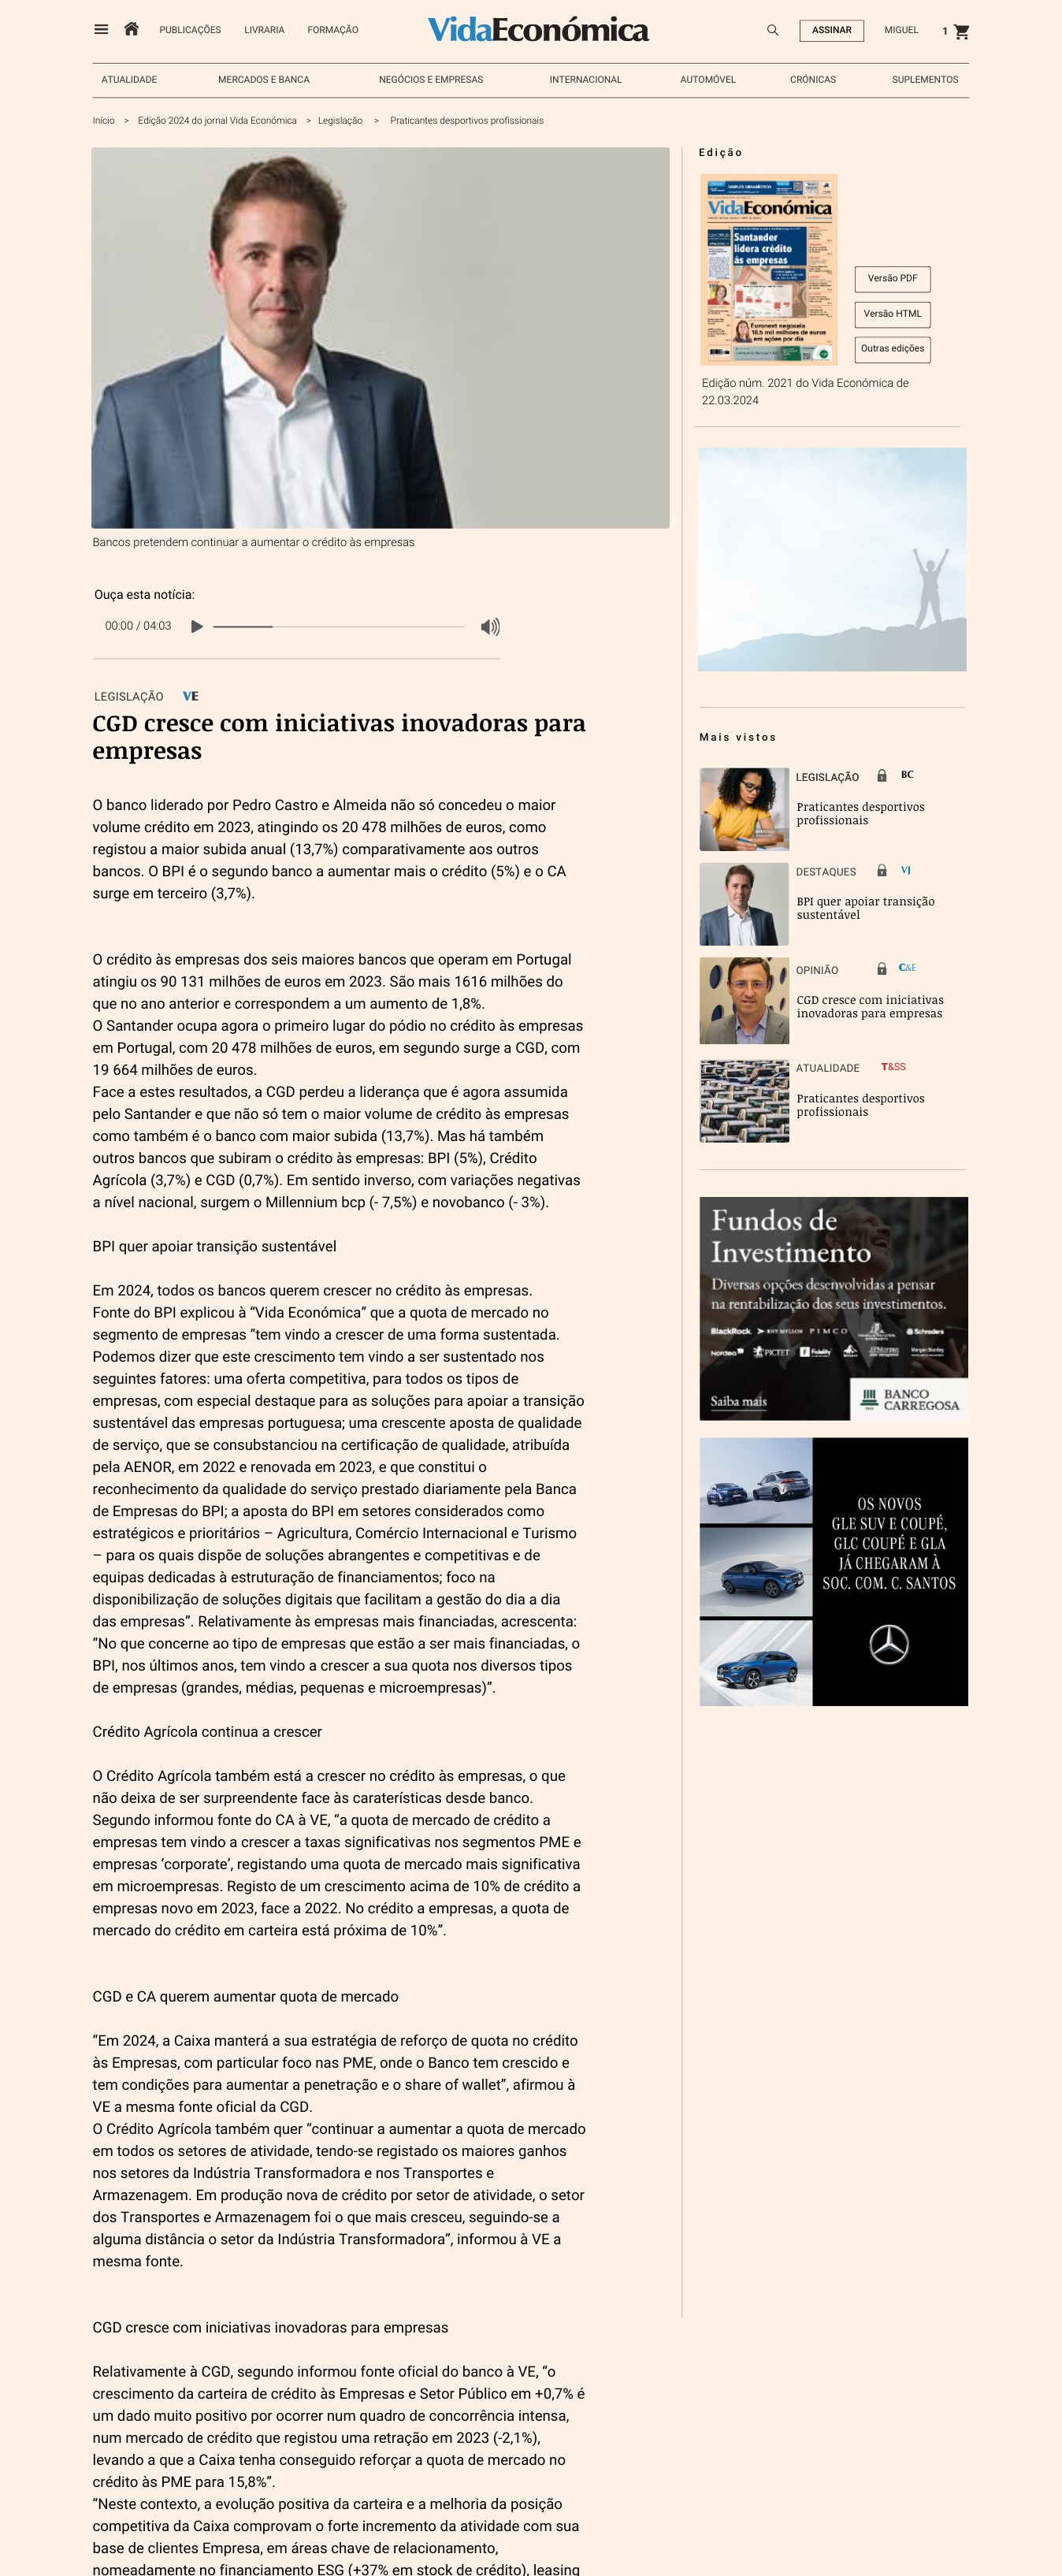 PUBLICAÇÕES LIVRARIA FORMAÇÃO VidaEconómica ASSINAR MIGUEL 1
ATUALIDADE MERCADOS E BANCA NEGÓCIOS E EMPRESAS INTERNACIONAL AUTOMÓVEL CRÓNICAS SUPLEMENTOS
Início > Edição 2024 do jornal Vida Económica > Legislação > Praticantes desportivos profissionais
Bancos pretendem continuar a aumentar o crédito às empresas
Ouça esta notícia:
00:00 / 04:03
LEGISLAÇÃO VE
CGD cresce com iniciativas inovadoras para
empresas
O banco liderado por Pedro Castro e Almeida não só concedeu o maior
volume crédito em 2023, atingindo os 20 478 milhões de euros, como
registou a maior subida anual (13,7%) comparativamente aos outros
bancos. O BPI é o segundo banco a aumentar mais o crédito (5%) e o CA
surge em terceiro (3,7%).
O crédito às empresas dos seis maiores bancos que operam em Portugal
atingiu os 90 131 milhões de euros em 2023. São mais 1616 milhões do
que no ano anterior e correspondem a um aumento de 1,8%.
O Santander ocupa agora o primeiro lugar do pódio no crédito às empresas
em Portugal, com 20 478 milhões de euros, em segundo surge a CGD, com
19 664 milhões de euros.
Face a estes resultados, a CGD perdeu a liderança que é agora assumida
pelo Santander e que não só tem o maior volume de crédito às empresas
como também é o banco com maior subida (13,7%). Mas há também
outros bancos que subiram o crédito às empresas: BPI (5%), Crédito
Agrícola (3,7%) e CGD (0,7%). Em sentido inverso, com variações negativas
a nível nacional, surgem o Millennium bcp (- 7,5%) e novobanco (- 3%).
BPI quer apoiar transição sustentável
Em 2024, todos os bancos querem crescer no crédito às empresas.
Fonte do BPI explicou à “Vida Económica” que a quota de mercado no
segmento de empresas “tem vindo a crescer de uma forma sustentada.
Podemos dizer que este crescimento tem vindo a ser sustentado nos
seguintes fatores: uma oferta competitiva, para todos os tipos de
empresas, com especial destaque para as soluções para apoiar a transição
sustentável das empresas portuguesa; uma crescente aposta de qualidade
de serviço, que se consubstanciou na certificação de qualidade, atribuída
pela AENOR, em 2022 e renovada em 2023, e que constitui o
reconhecimento da qualidade do serviço prestado diariamente pela Banca
de Empresas do BPI; a aposta do BPI em setores considerados como
estratégicos e prioritários – Agricultura, Comércio Internacional e Turismo
– para os quais dispõe de soluções abrangentes e competitivas e de
equipas dedicadas à estruturação de financiamentos; foco na
disponibilização de soluções digitais que facilitam a gestão do dia a dia
das empresas”. Relativamente às empresas mais financiadas, acrescenta:
“No que concerne ao tipo de empresas que estão a ser mais financiadas, o
BPI, nos últimos anos, tem vindo a crescer a sua quota nos diversos tipos
de empresas (grandes, médias, pequenas e microempresas)”.
Crédito Agrícola continua a crescer
O Crédito Agrícola também está a crescer no crédito às empresas, o que
não deixa de ser surpreendente face às caraterísticas desde banco.
Segundo informou fonte do CA à VE, “a quota de mercado de crédito a
empresas tem vindo a crescer a taxas significativas nos segmentos PME e
empresas ‘corporate’, registando uma quota de mercado mais significativa
em microempresas. Registo de um crescimento acima de 10% de crédito a
empresas novo em 2023, face a 2022. No crédito a empresas, a quota de
mercado do crédito em carteira está próxima de 10%”.
CGD e CA querem aumentar quota de mercado
“Em 2024, a Caixa manterá a sua estratégia de reforço de quota no crédito
às Empresas, com particular foco nas PME, onde o Banco tem crescido e
tem condições para aumentar a penetração e o share of wallet”, afirmou à
VE a mesma fonte oficial da CGD.
O Crédito Agrícola também quer “continuar a aumentar a quota de mercado
em todos os setores de atividade, tendo-se registado os maiores ganhos
nos setores da Indústria Transformadora e nos Transportes e
Armazenagem. Em produção nova de crédito por setor de atividade, o setor
dos Transportes e Armazenagem foi o que mais cresceu, seguindo-se a
alguma distância o setor da Indústria Transformadora”, informou à VE a
mesma fonte.
CGD cresce com iniciativas inovadoras para empresas
Relativamente à CGD, segundo informou fonte oficial do banco à VE, “o
crescimento da carteira de crédito às Empresas e Setor Público em +0,7% é
um dado muito positivo por ocorrer num quadro de concorrência intensa,
num mercado de crédito que registou uma retração em 2023 (-2,1%),
levando a que a Caixa tenha conseguido reforçar a quota de mercado no
crédito às PME para 15,8%”.
“Neste contexto, a evolução positiva da carteira e a melhoria da posição
competitiva da Caixa comprovam o forte incremento da atividade com sua
base de clientes Empresa, em áreas chave de relacionamento,
nomeadamente no financiamento ESG (+37% em stock de crédito), leasing
Edição
VidaEconómica
Santander
lidera crédito
às empresas
Euronext negoceia
10,5 mil milhões de euros
em ações por dia
Versão PDF
Versão HTML
Outras edições
Edição núm. 2021 do Vida Económica de
22.03.2024
Mais vistos
LEGISLAÇÃO BC
Praticantes desportivos
profissionais
DESTAQUES VJ
BPI quer apoiar transição
sustentável
OPINIÃO C&E
CGD cresce com iniciativas
inovadoras para empresas
ATUALIDADE T&SS
Praticantes desportivos
profissionais
Fundos de
Investimento
Diversas opções desenvolvidas a pensar
na rentabilização dos seus investimentos.
BlackRock. BNY MELLON PIMCO Schroders
Nordea PICTET Fidelity J.P.Morgan Morgan Stanley
Saiba mais
BANCO
CARREGOSA
OS NOVOS
GLE SUV E COUPÉ,
GLC COUPÉ E GLA
JÁ CHEGARAM À
SOC. COM. C. SANTOS